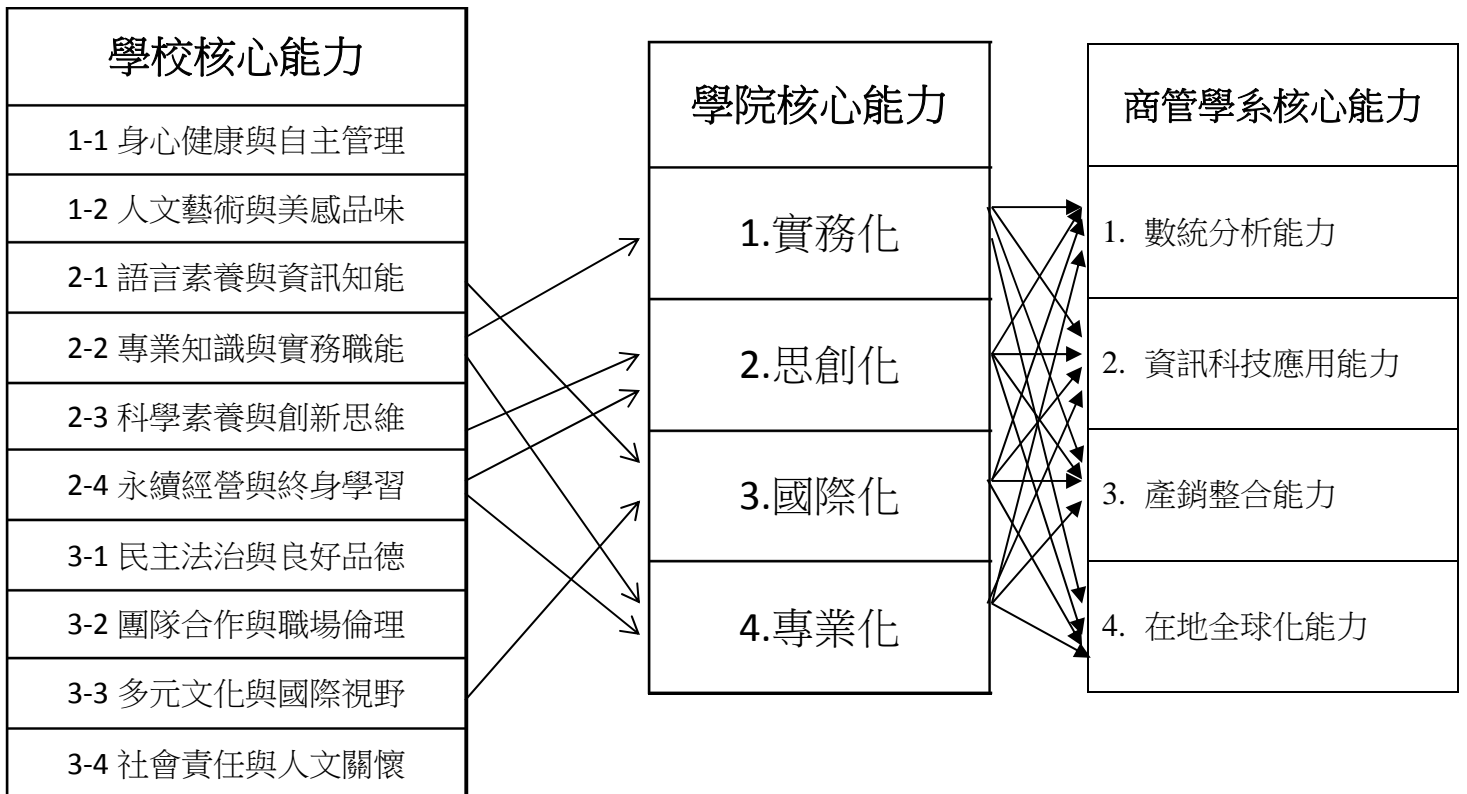 學校核心能力
1-1 身心健康與自主管理
1-2 人文藝術與美感品味
2-1 語言素養與資訊知能
2-2 專業知識與實務職能
2-3 科學素養與創新思維
2-4 永續經營與終身學習
3-1 民主法治與良好品德
3-2 團隊合作與職場倫理
3-3 多元文化與國際視野
3-4 社會責任與人文關懷
學院核心能力
1.實務化
2.思創化
3.國際化
4.專業化
商管學系核心能力
1. 數統分析能力
2. 資訊科技應用能力
3. 產銷整合能力
4. 在地全球化能力